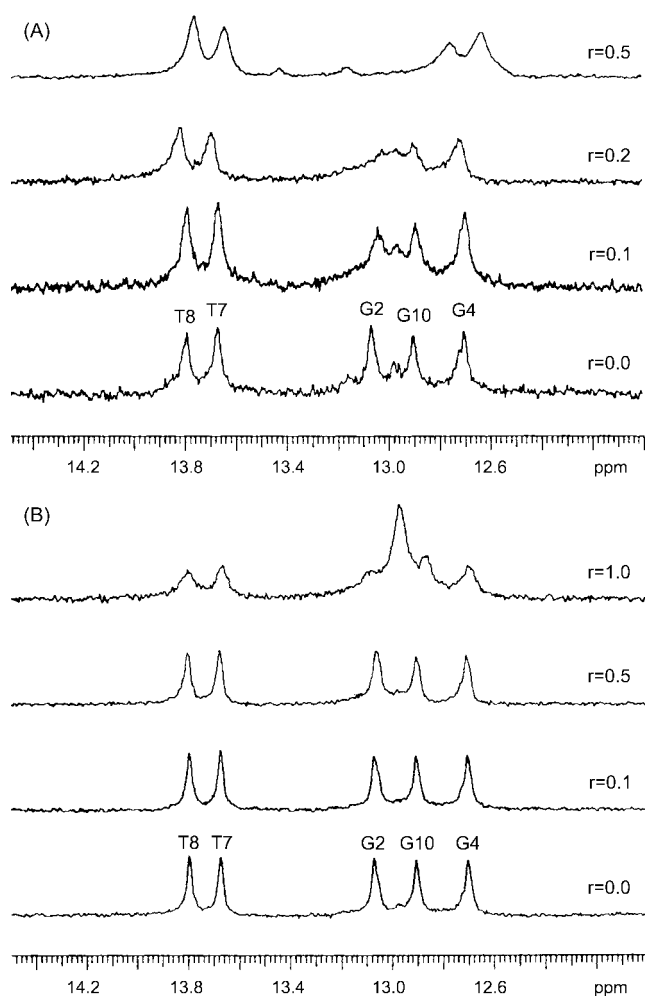 (A)
r=0.5
r=0.2
r=0.1
T8 T7 G2 G10 G4
r=0.0
14.2 13.8 13.4 13.0 12.6 ppm
(B)
r=1.0
r=0.5
r=0.1
T8 T7 G2 G10 G4
r=0.0
14.2 13.8 13.4 13.0 12.6 ppm